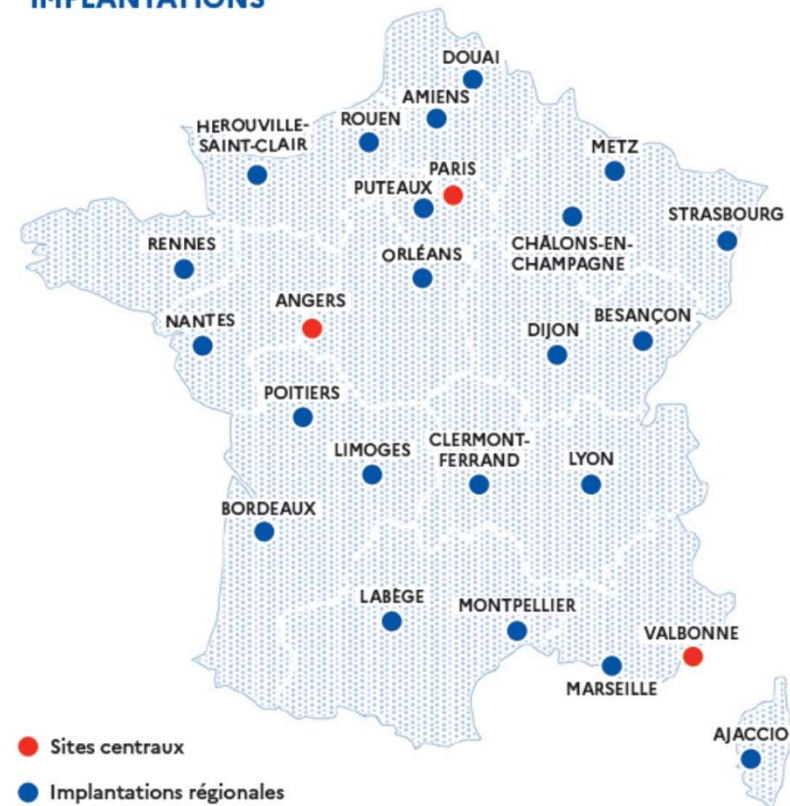 IMPLANTATIONS
DOUAI
AMIENS
ROUEN
HEROUVILLE-
SAINT-CLAIR
METZ
PARIS
PUTEAUX
STRASBOURG
CHÂLONS-EN-
CHAMPAGNE
RENNES
ORLÉANS
ANGERS
NANTES
BESANÇON
DIJON
POITIERS
LIMOGES
CLERMONT-
FERRAND
LYON
BORDEAUX
LABÈGE
MONTPELLIER
VALBONNE
MARSEILLE
AJACCIO
Sites centraux
Implantations régionales